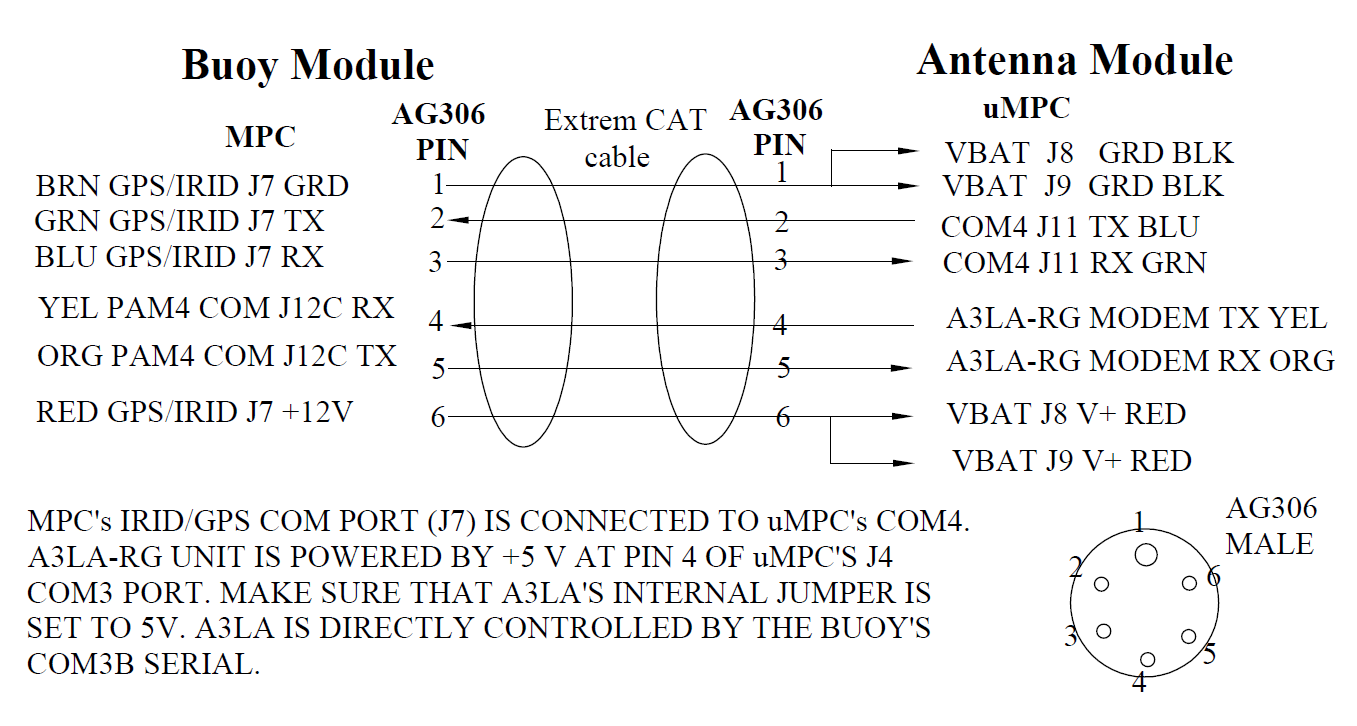 Buoy Module
Antenna Module
MPC
AG306
PIN
Extrem CAT
cable
AG306
PIN
uMPC
VBAT J8 GRD BLK
BRN GPS/IRID J7 GRD 1 1 VBAT J9 GRD BLK
GRN GPS/IRID J7 TX 2 2 COM4 J11 TX BLU
BLU GPS/IRID J7 RX 3 3 COM4 J11 RX GRN
YEL PAM4 COM J12C RX 4 4 A3LA-RG MODEM TX YEL
ORG PAM4 COM J12C TX 5 5 A3LA-RG MODEM RX ORG
RED GPS/IRID J7 +12V 6 6 VBAT J8 V+ RED
VBAT J9 V+ RED
MPC's IRID/GPS COM PORT (J7) IS CONNECTED TO uMPC's COM4.
A3LA-RG UNIT IS POWERED BY +5 V AT PIN 4 OF uMPC'S J4
COM3 PORT. MAKE SURE THAT A3LA'S INTERNAL JUMPER IS
SET TO 5V. A3LA IS DIRECTLY CONTROLLED BY THE BUOY'S
COM3B SERIAL.
AG306
MALE
1
2
6
3
5
4